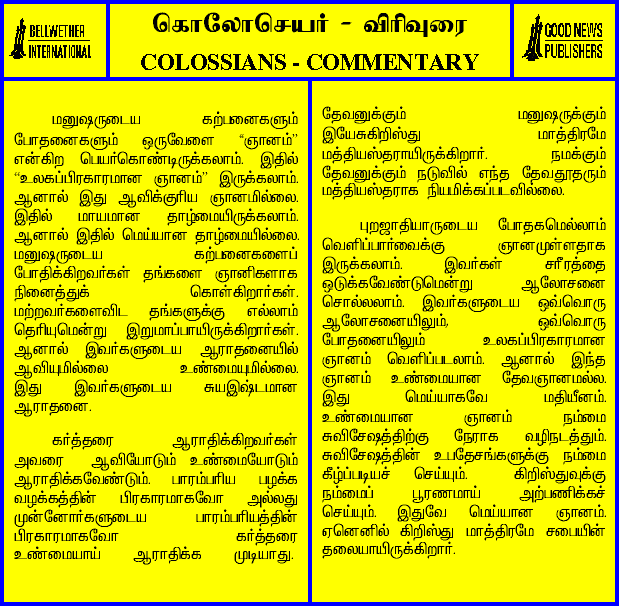 BELLWETHER
INTERNATIONAL
கொலோசெயர் - விரிவுரை
COLOSSIANS - COMMENTARY
GOOD NEWS
PUBLISHERS
மனுஷருடைய கற்பனைகளும்
போதனைகளும் ஒருவேளை “ஞானம்”
என்கிற பெயர்கொண்டிருக்கலாம். இதில்
“உலகப்பிரகாரமான ஞானம்” இருக்கலாம்.
ஆனால் இது ஆவிக்குரிய ஞானமில்லை.
இதில் மாயமான தாழ்மையிருக்கலாம்.
ஆனால் இதில் மெய்யான தாழ்மையில்லை.
மனுஷருடைய கற்பனைகளைப்
போதிக்கிறவர்கள் தங்களை ஞானிகளாக
நினைத்துக் கொள்கிறார்கள்.
மற்றவர்களைவிட தங்களுக்கு எல்லாம்
தெரியுமென்று இறுமாப்பாயிருக்கிறார்கள்.
ஆனால் இவர்களுடைய ஆராதனையில்
ஆவியுமில்லை உண்மையுமில்லை.
இது இவர்களுடைய சுயஇஷ்டமான
ஆராதனை.
கர்த்தரை ஆராதிக்கிறவர்கள்
அவரை ஆவியோடும் உண்மையோடும்
ஆராதிக்கவேண்டும். பாரம்பரிய பழக்க
வழக்கத்தின் பிரகாரமாகவோ அல்லது
முன்னோர்களுடைய பாரம்பரியத்தின்
பிரகாரமாகவோ கர்த்தரை
உண்மையாய் ஆராதிக்க முடியாது.
தேவனுக்கும் மனுஷருக்கும்
இயேசுகிறிஸ்து மாத்திரமே
மத்தியஸ்தராயிருக்கிறார். நமக்கும்
தேவனுக்கும் நடுவில் எந்த தேவதூதரும்
மத்தியஸ்தராக நியமிக்கப்படவில்லை.
புறஜாதியாருடைய போதகமெல்லாம்
வெளிப்பார்வைக்கு ஞானமுள்ளதாக
இருக்கலாம். இவர்கள் சரீரத்தை
ஒடுக்கவேண்டுமென்று ஆலோசனை
சொல்லலாம். இவர்களுடைய ஒவ்வொரு
ஆலோசனையிலும், ஒவ்வொரு
போதனையிலும் உலகப்பிரகாரமான
ஞானம் வெளிப்படலாம். ஆனால் இந்த
ஞானம் உண்மையான தேவஞானமல்ல.
இது மெய்யாகவே மதியீனம்.
உண்மையான ஞானம் நம்மை
சுவிசேஷத்திற்கு நேராக வழிநடத்தும்.
சுவிசேஷத்தின் உபதேசங்களுக்கு நம்மை
கீழ்ப்படியச் செய்யும். கிறிஸ்துவுக்கு
நம்மைப் பூரணமாய் அற்பணிக்கச்
செய்யும். இதுவே மெய்யான ஞானம்.
ஏனெனில் கிறிஸ்து மாத்திரமே சபையின்
தலையாயிருக்கிறார்.